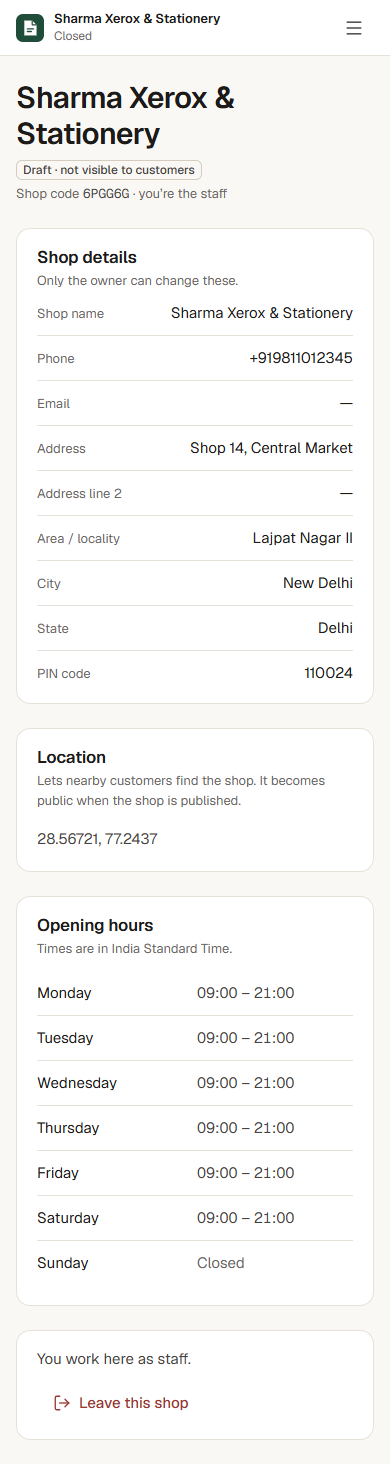 Sharma Xerox & Stationery
Closed
Sharma Xerox &
Stationery
Draft · not visible to customers
Shop code 6PGG6G · you're the staff
Shop details
Only the owner can change these.
Shop name Sharma Xerox & Stationery
Phone +919811012345
Email —
Address Shop 14, Central Market
Address line 2 —
Area / locality Lajpat Nagar II
City New Delhi
State Delhi
PIN code 110024
Location
Lets nearby customers find the shop. It becomes
public when the shop is published.
28.56721, 77.2437
Opening hours
Times are in India Standard Time.
Monday 09:00 – 21:00
Tuesday 09:00 – 21:00
Wednesday 09:00 – 21:00
Thursday 09:00 – 21:00
Friday 09:00 – 21:00
Saturday 09:00 – 21:00
Sunday Closed
You work here as staff.
Leave this shop